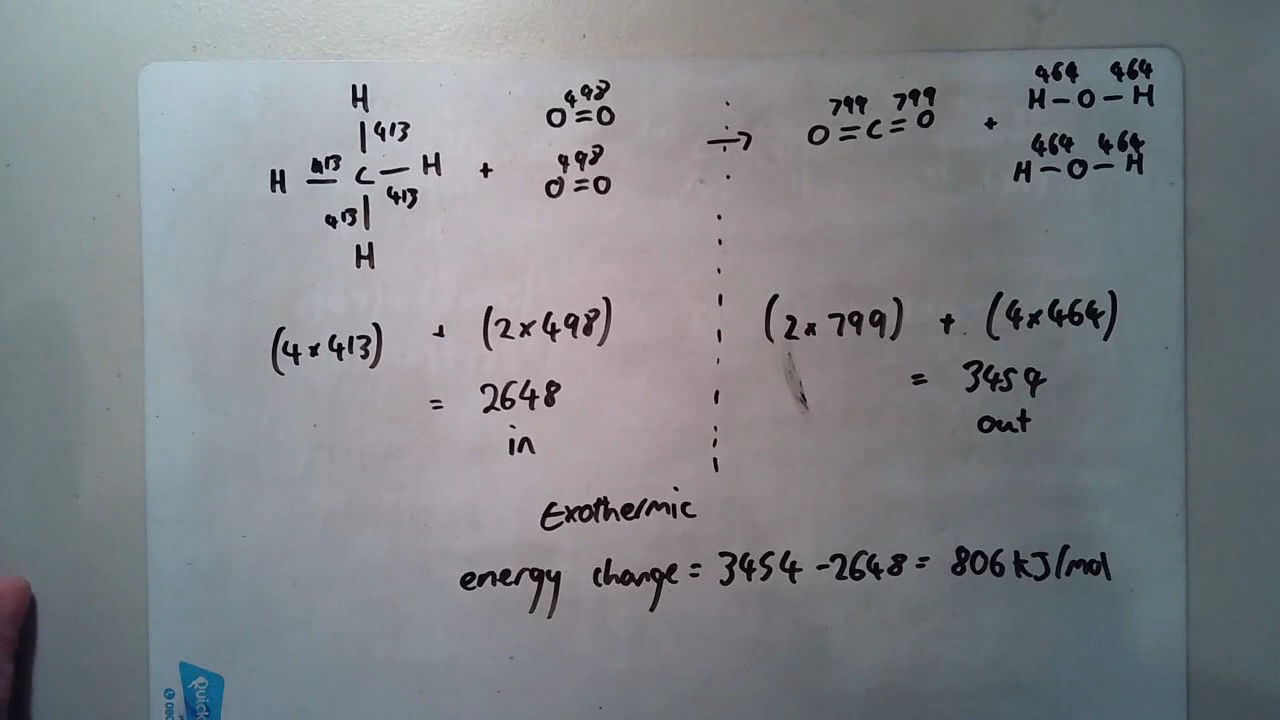 H
413
H 413 C H
413 413
H
+
498
O=O
498
O=O
→
799 799
O=C=O
+
464 464
H-O-H
464 464
H-O-H
(4×413) + (2×498)
= 2648
in
(2×799) + (4×464)
= 3454
out
Exothermic
energy change = 3454 -2648 = 806 kJ/mol
Quick